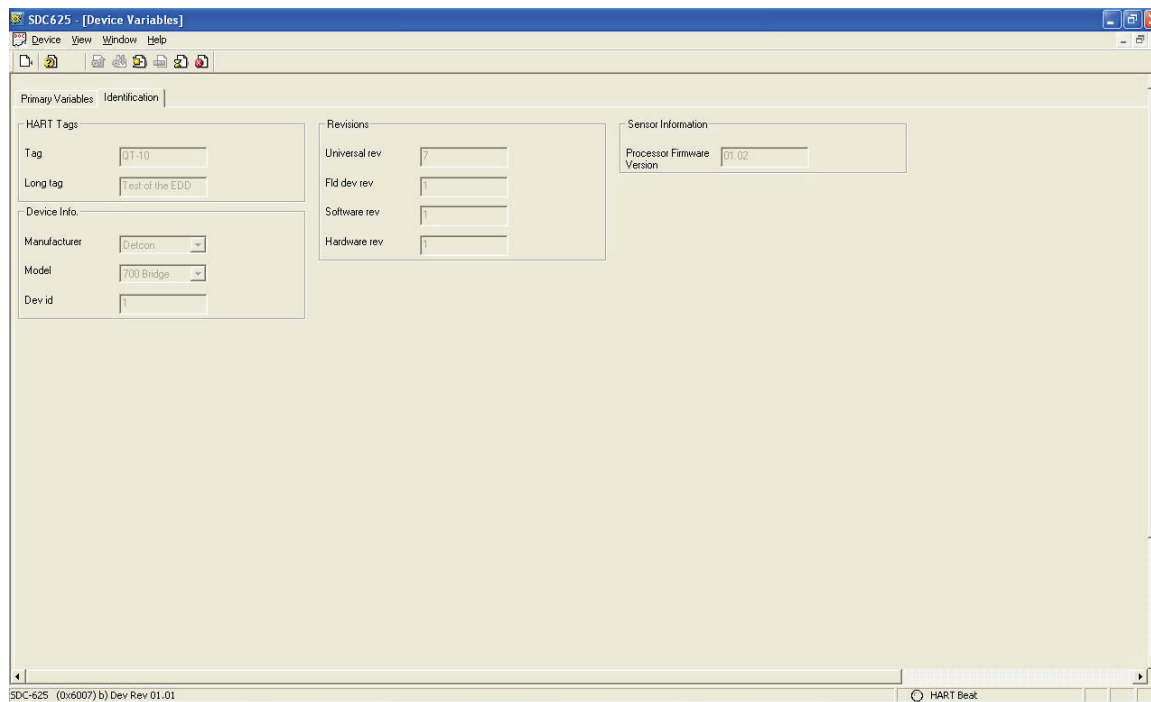 SDC625 - [Device Variables]
Device View Window Help
Primary Variables Identification
HART Tags
Tag QT-10
Long tag Test of the EDD
Device Info.
Manufacturer Detcon
Model 700 Bridge
Dev id 1
Revisions
Universal rev 7
Fld dev rev 1
Software rev 1
Hardware rev 1
Sensor Information
Processor Firmware
Version 01.02
SDC-625 (0x6007) b) Dev Rev 01.01
HART Beat